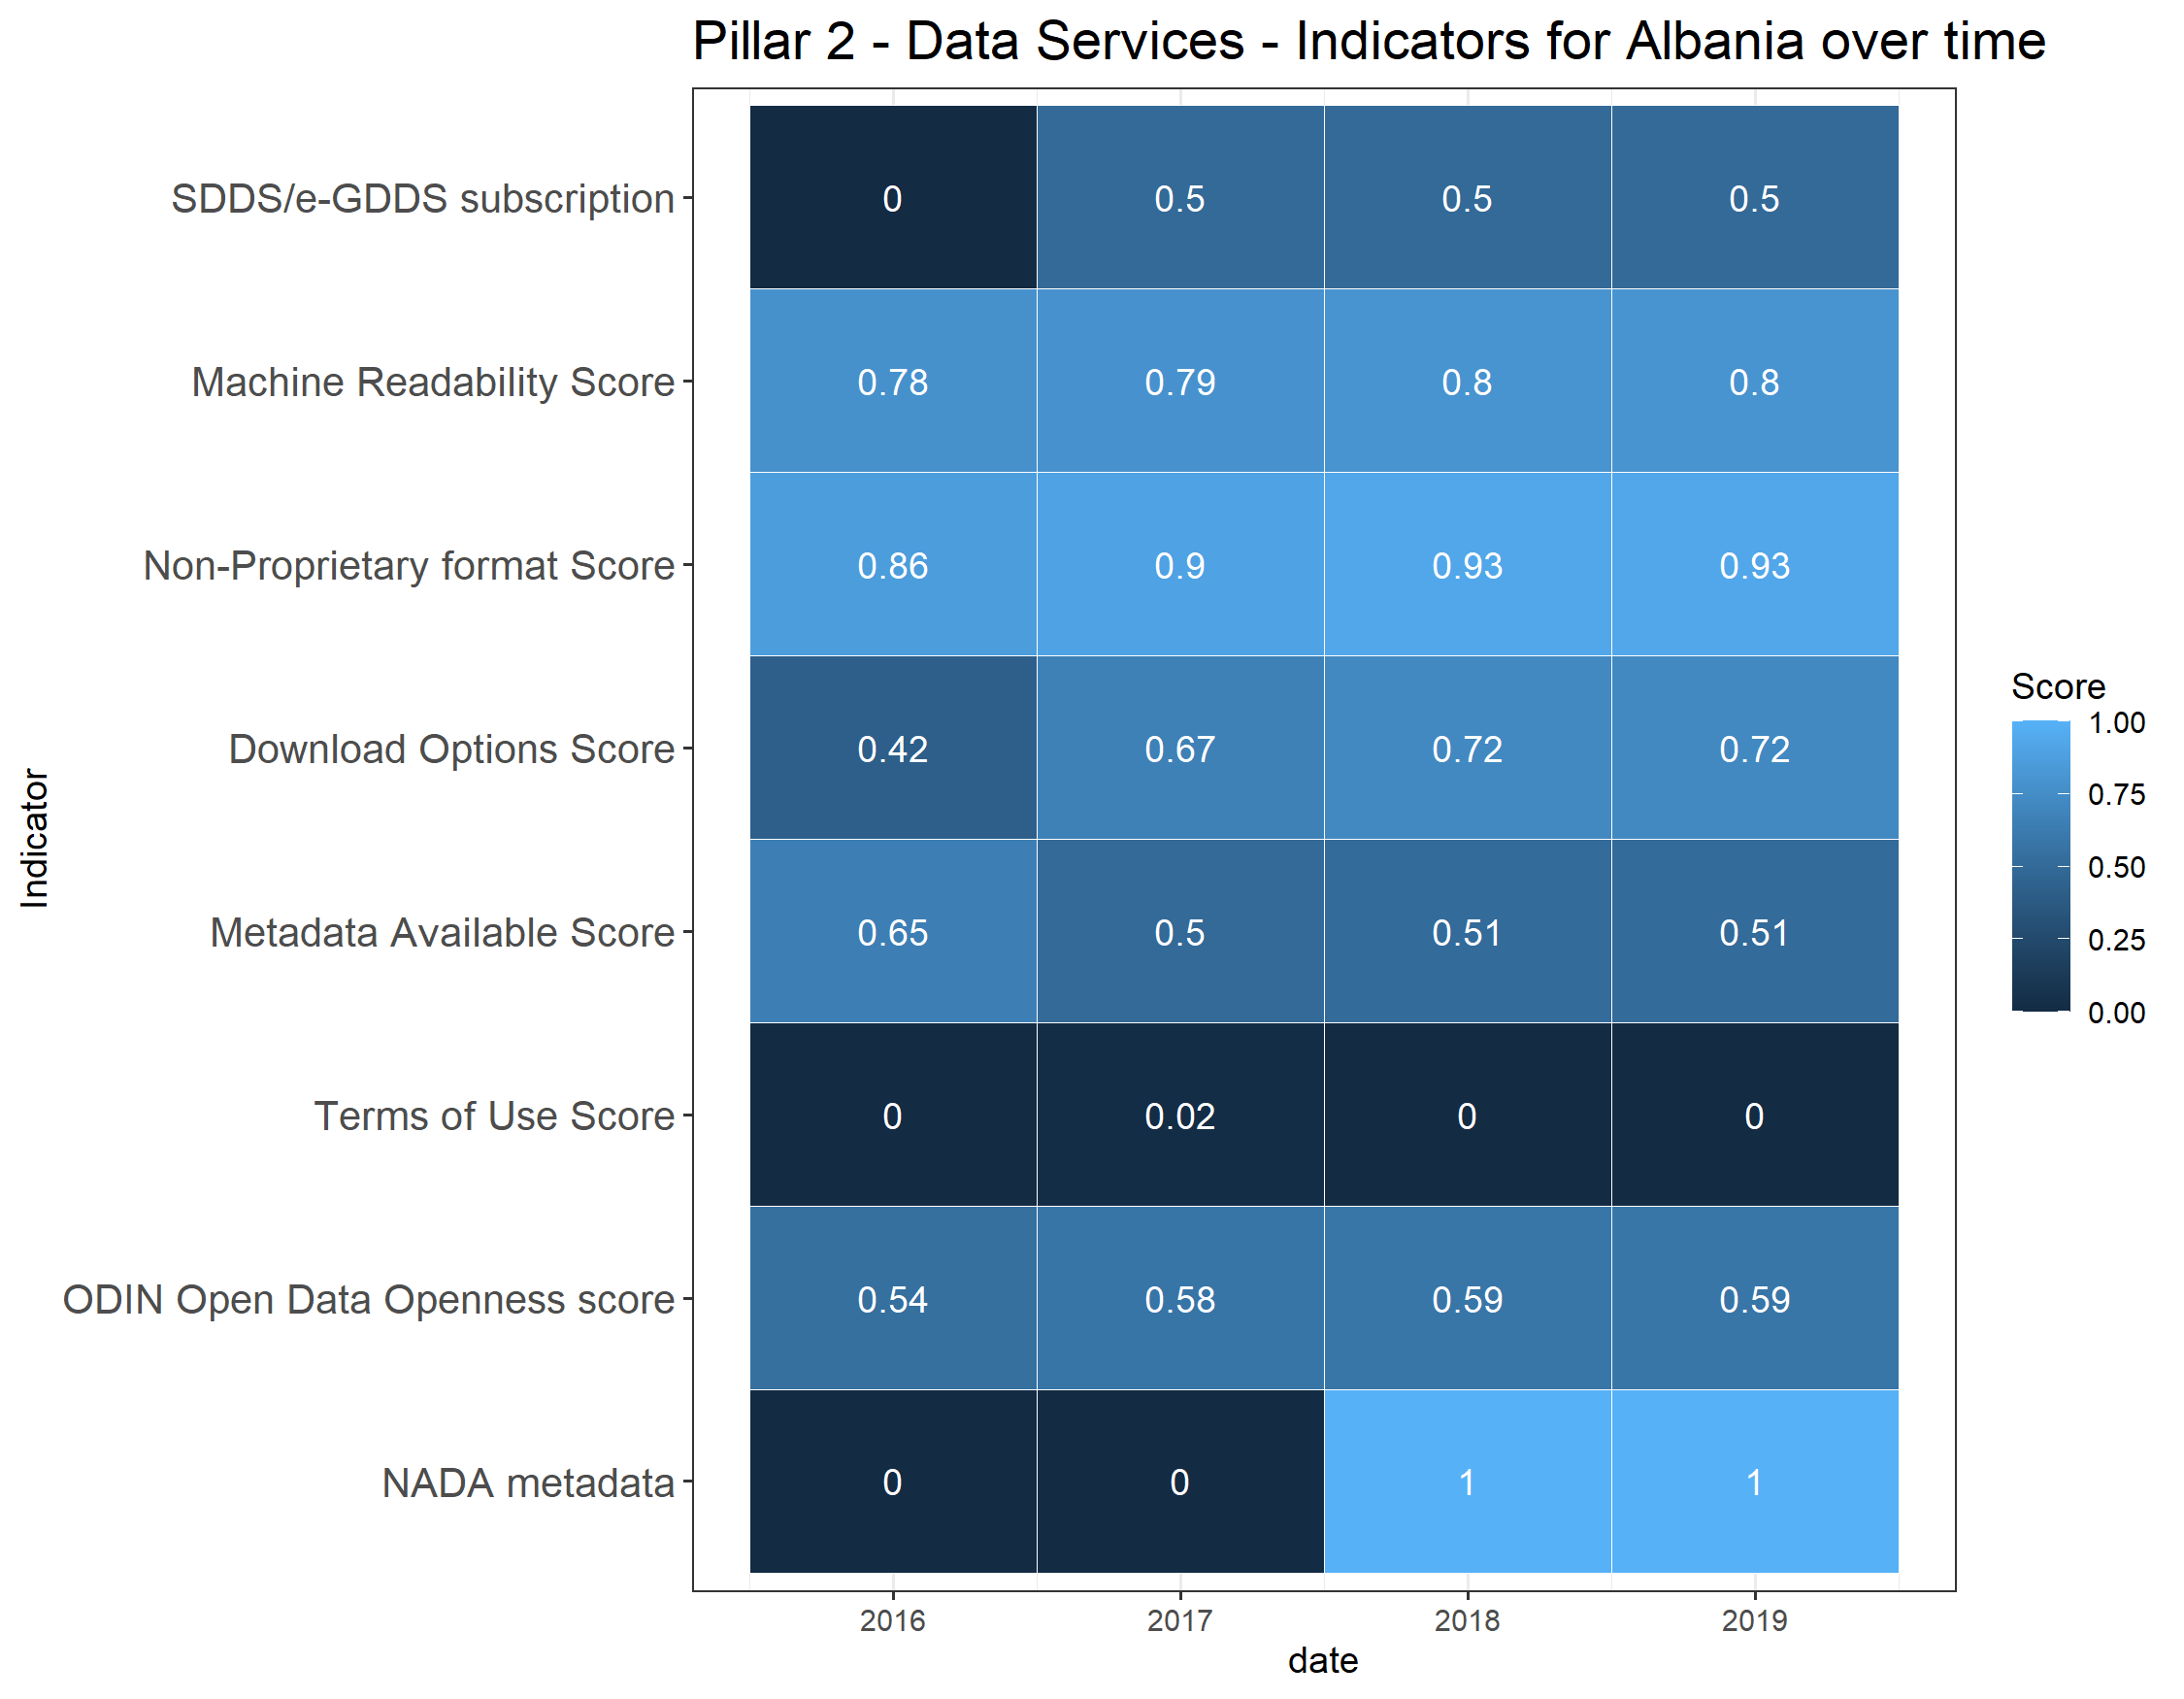 Pillar 2 - Data Services - Indicators for Albania over time
Indicator
SDDS/e-GDDS subscription 0 0.5 0.5 0.5
Machine Readability Score 0.78 0.79 0.8 0.8
Non-Proprietary format Score 0.86 0.9 0.93 0.93
Download Options Score 0.42 0.67 0.72 0.72
Metadata Available Score 0.65 0.5 0.51 0.51
Terms of Use Score 0 0.02 0 0
ODIN Open Data Openness score 0.54 0.58 0.59 0.59
NADA metadata 0 0 1 1
2016 2017 2018 2019
date
Score
1.00
0.75
0.50
0.25
0.00